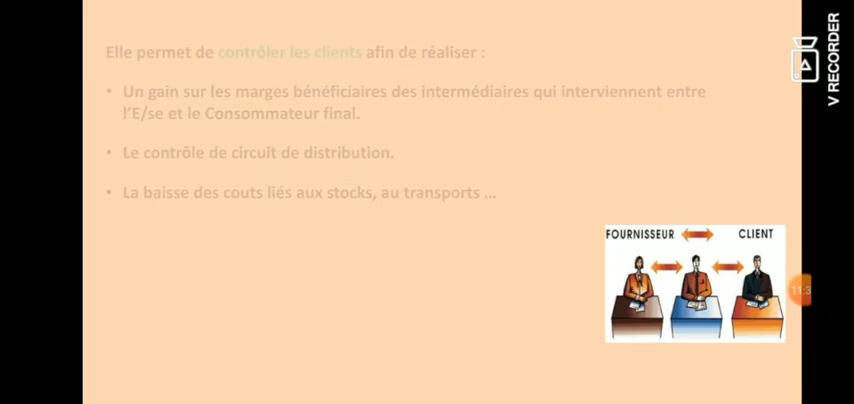 Elle permet de contrôler les clients afin de réaliser :
• Un gain sur les marges bénéficiaires des intermédiaires qui interviennent entre
l'E/se et le Consommateur final.
• Le contrôle de circuit de distribution.
• La baisse des couts liés aux stocks, au transports ...
FOURNISSEUR CLIENT
11:3
V RECORDER